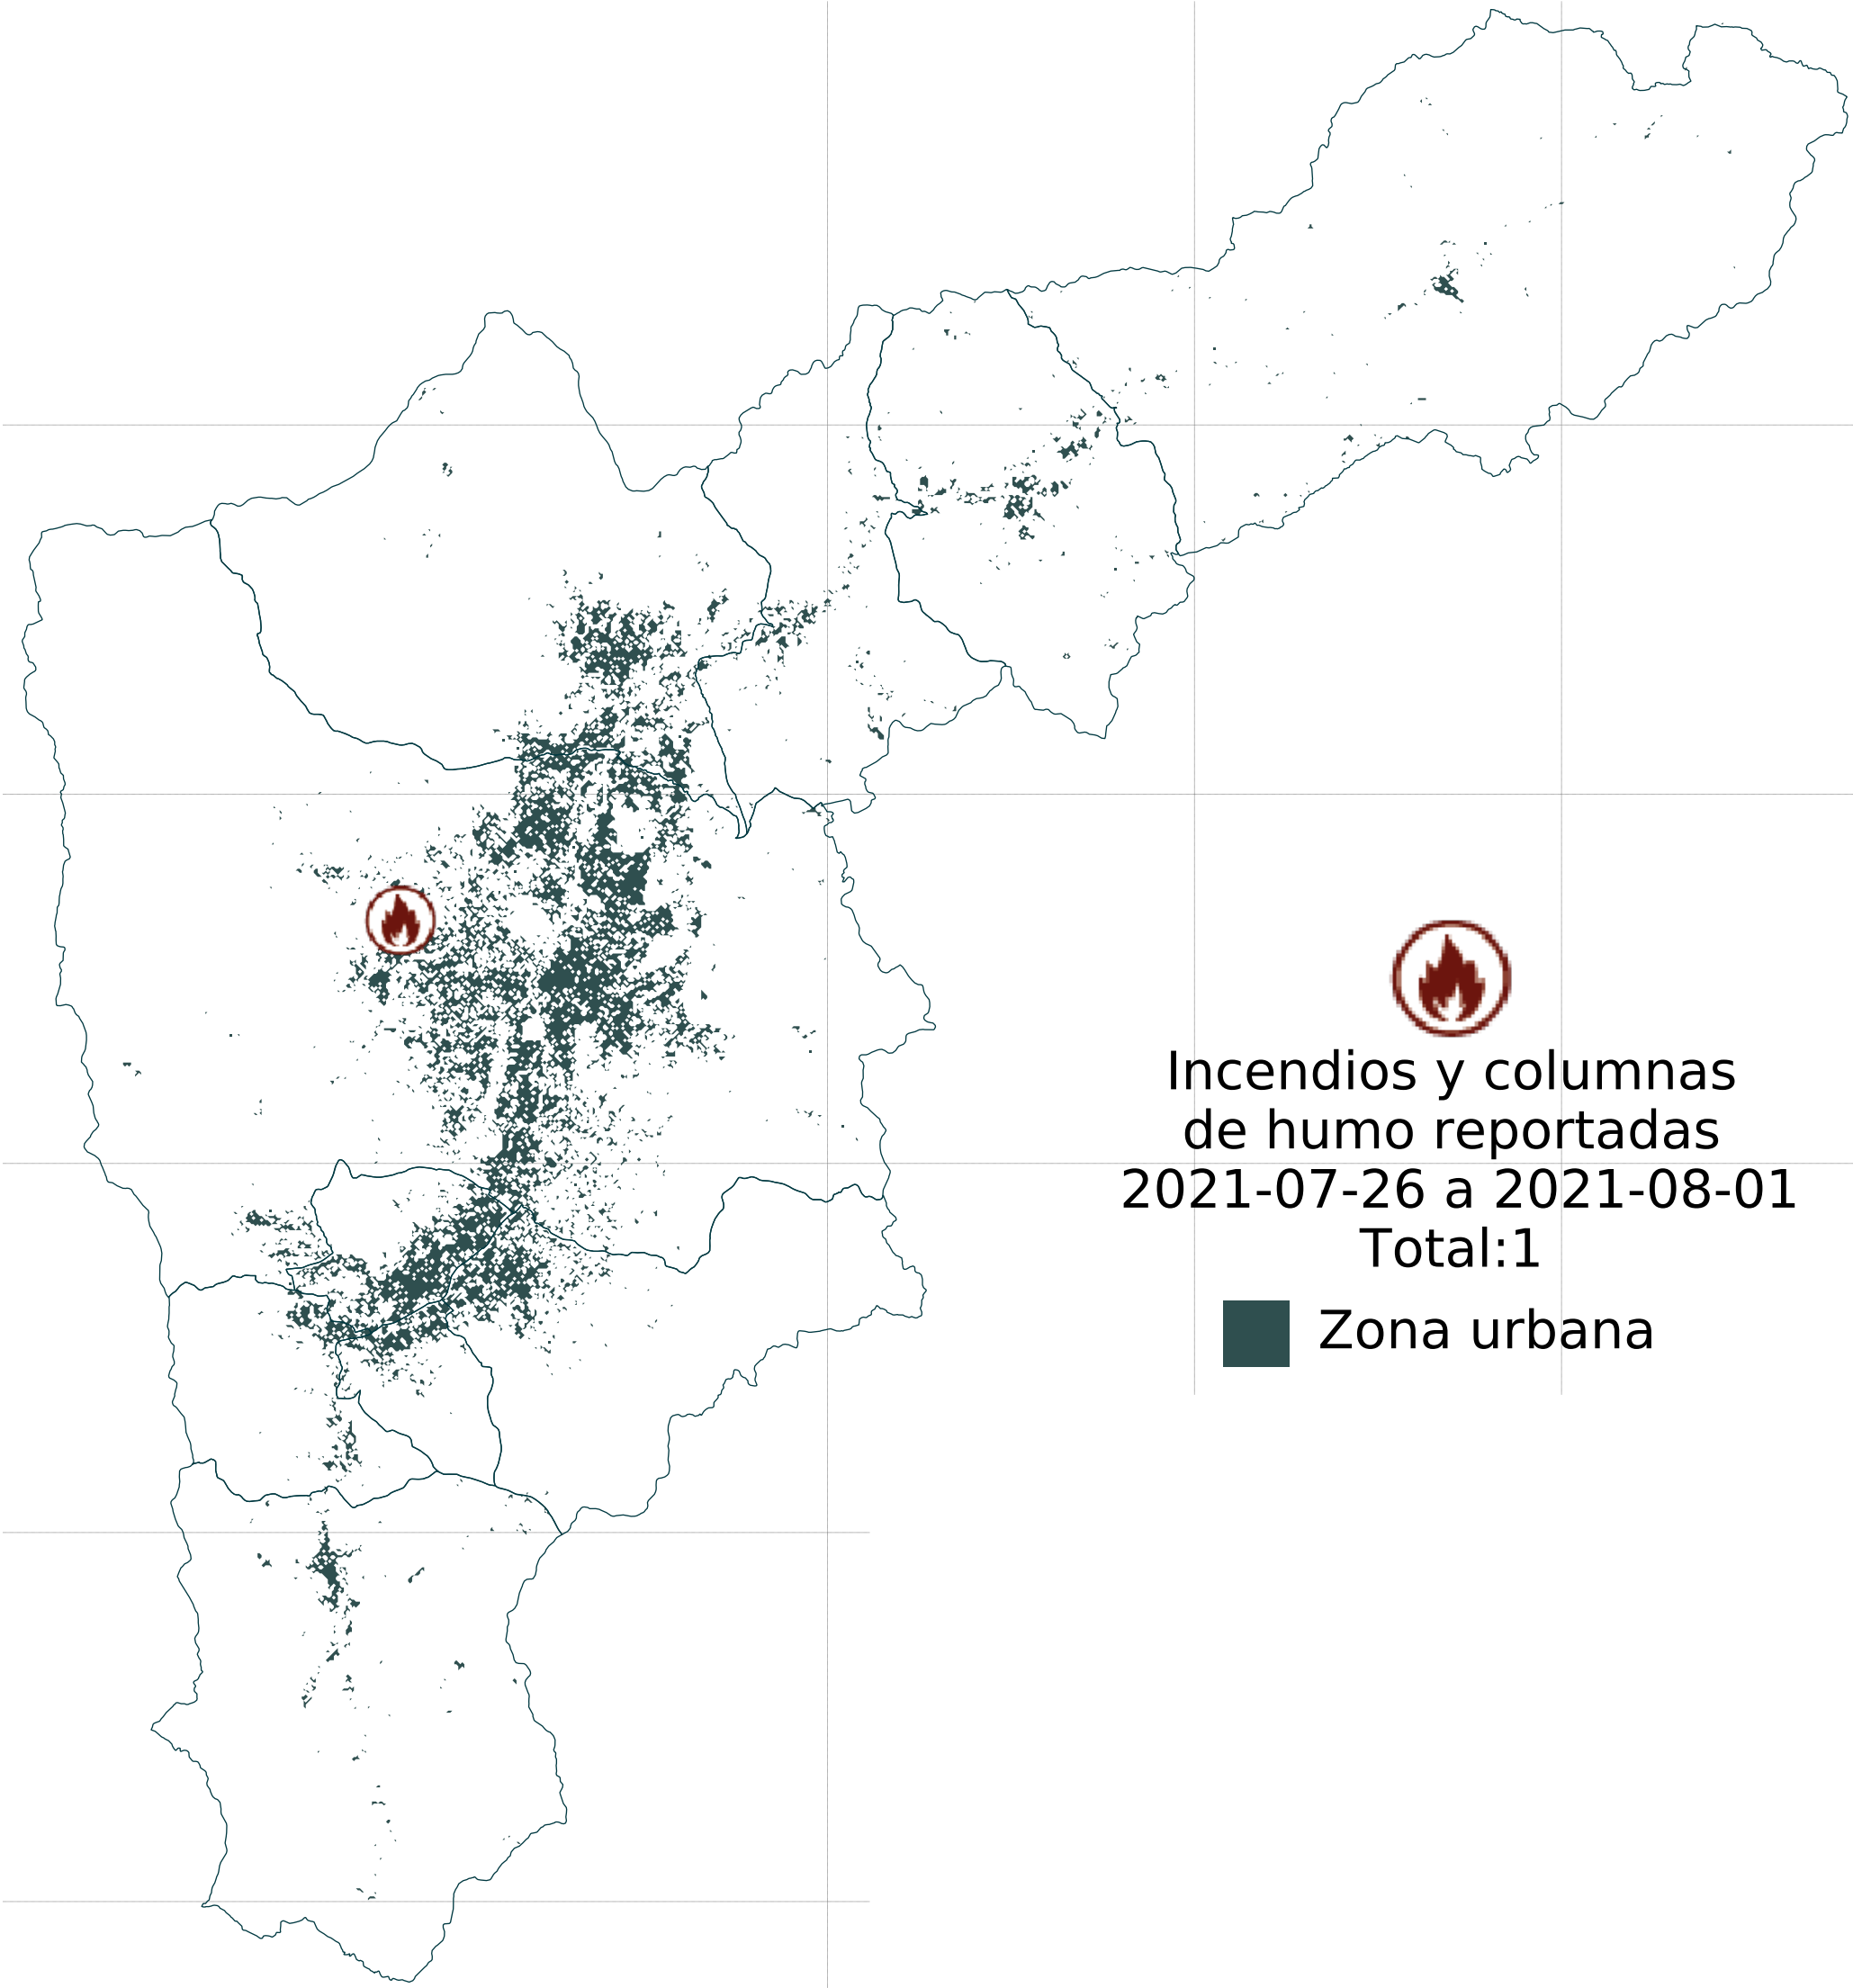 Incendios y columnas
de humo reportadas
2021-07-26 a 2021-08-01
Total:1
Zona urbana